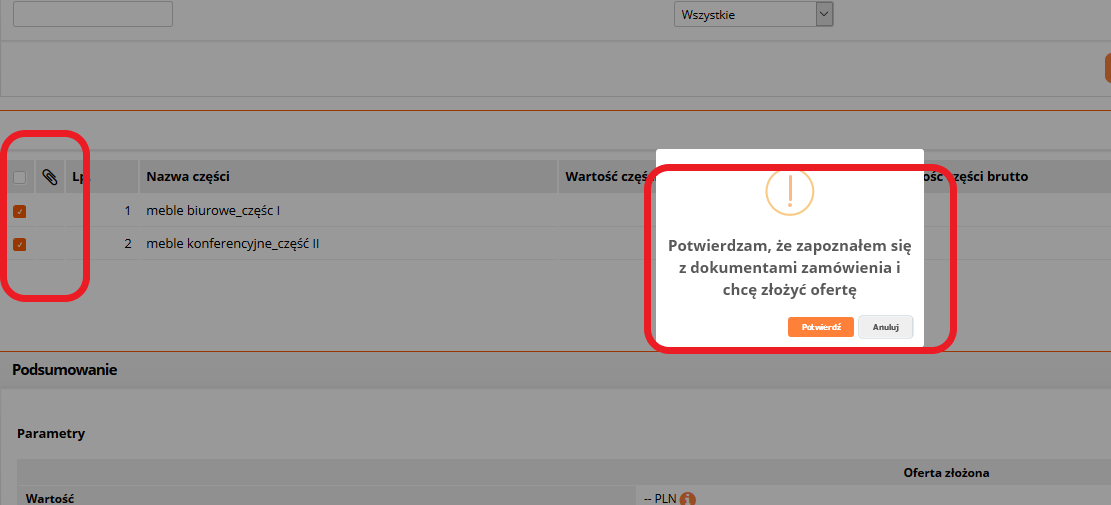 Wszystkie
Lp.
Nazwa części
Wartość częśc
ość części brutto
1 meble biurowe_częśc I
2 meble konferencyjne_część II
Potwierdzam, że zapoznałem się
z dokumentami zamówienia i
chcę złożyć ofertę
Potwierdź
Anuluj
Podsumowanie
Parametry
Oferta złożona
Wartość
-- PLN